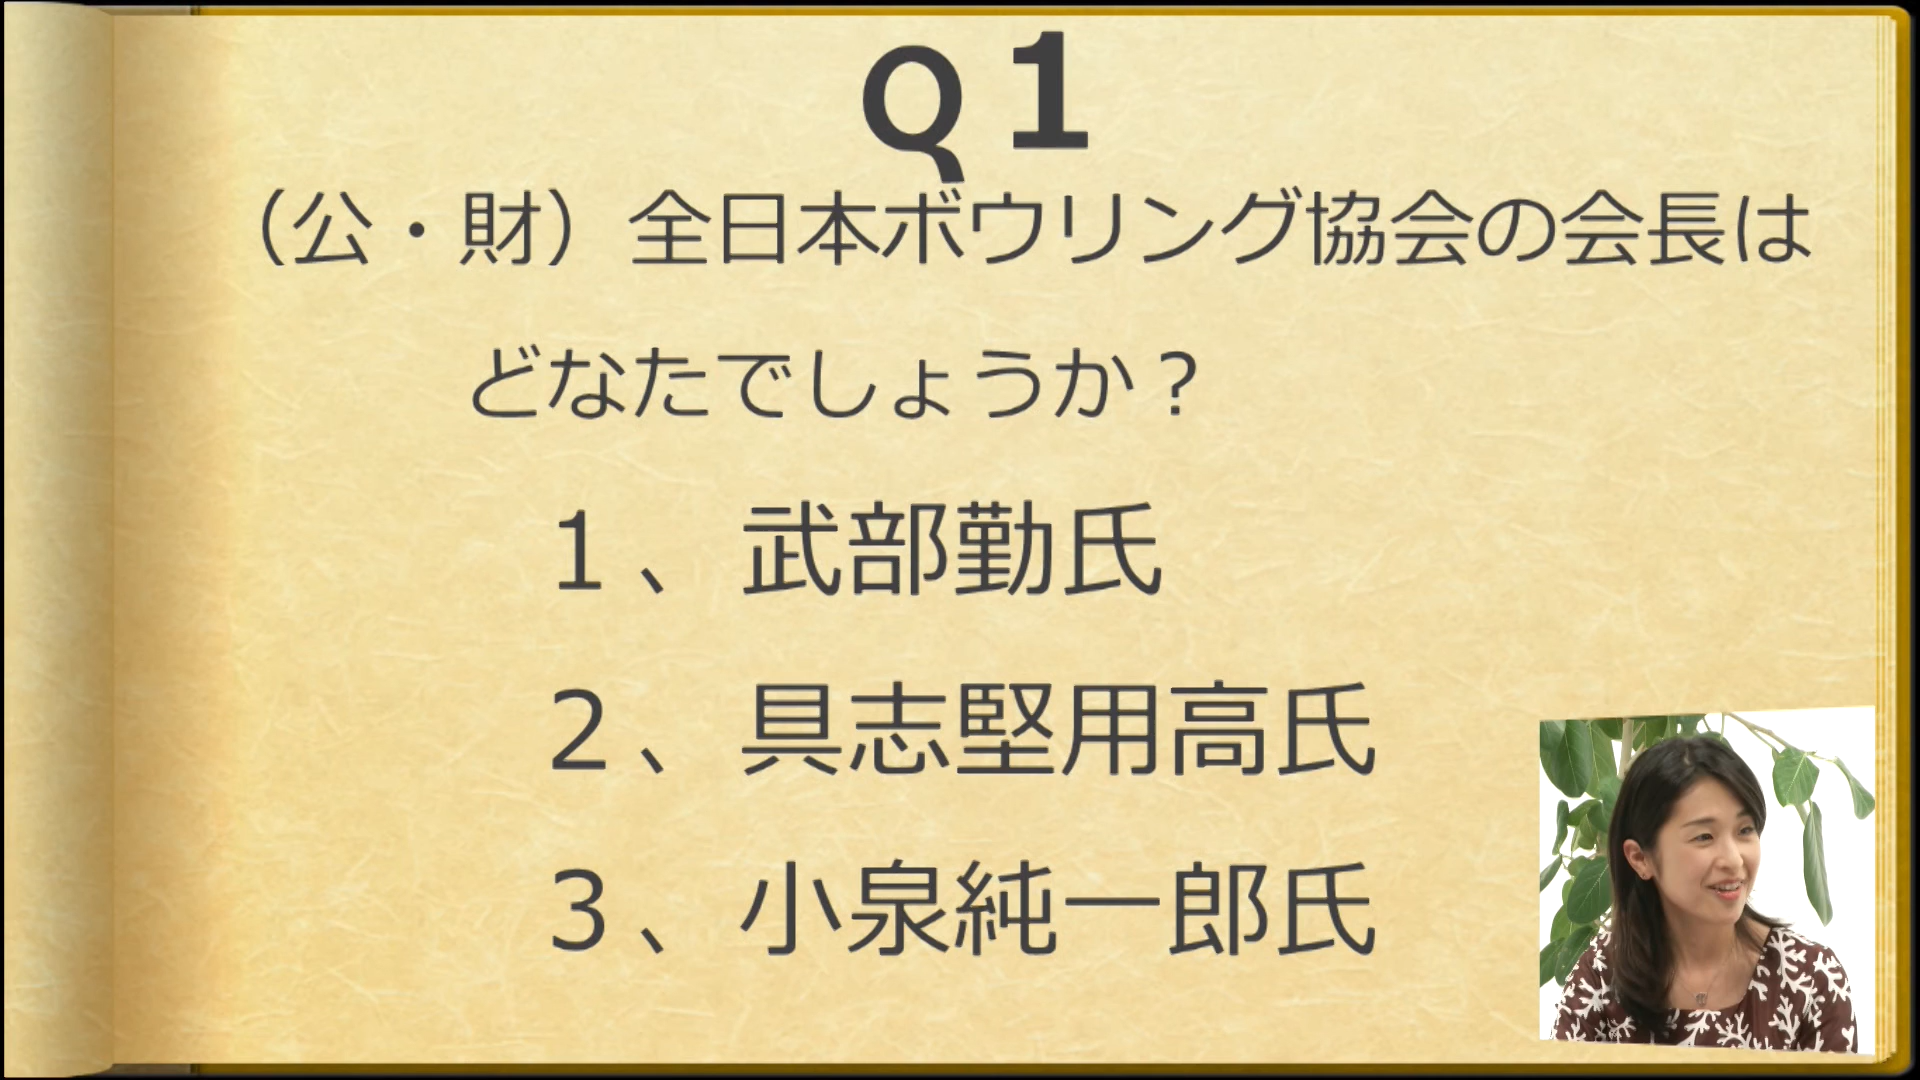 Q1
（公・財）全日本ボウリング協会の会長は
どなたでしょうか？
1、武部勤氏
2、具志堅用高氏
3、小泉純一郎氏